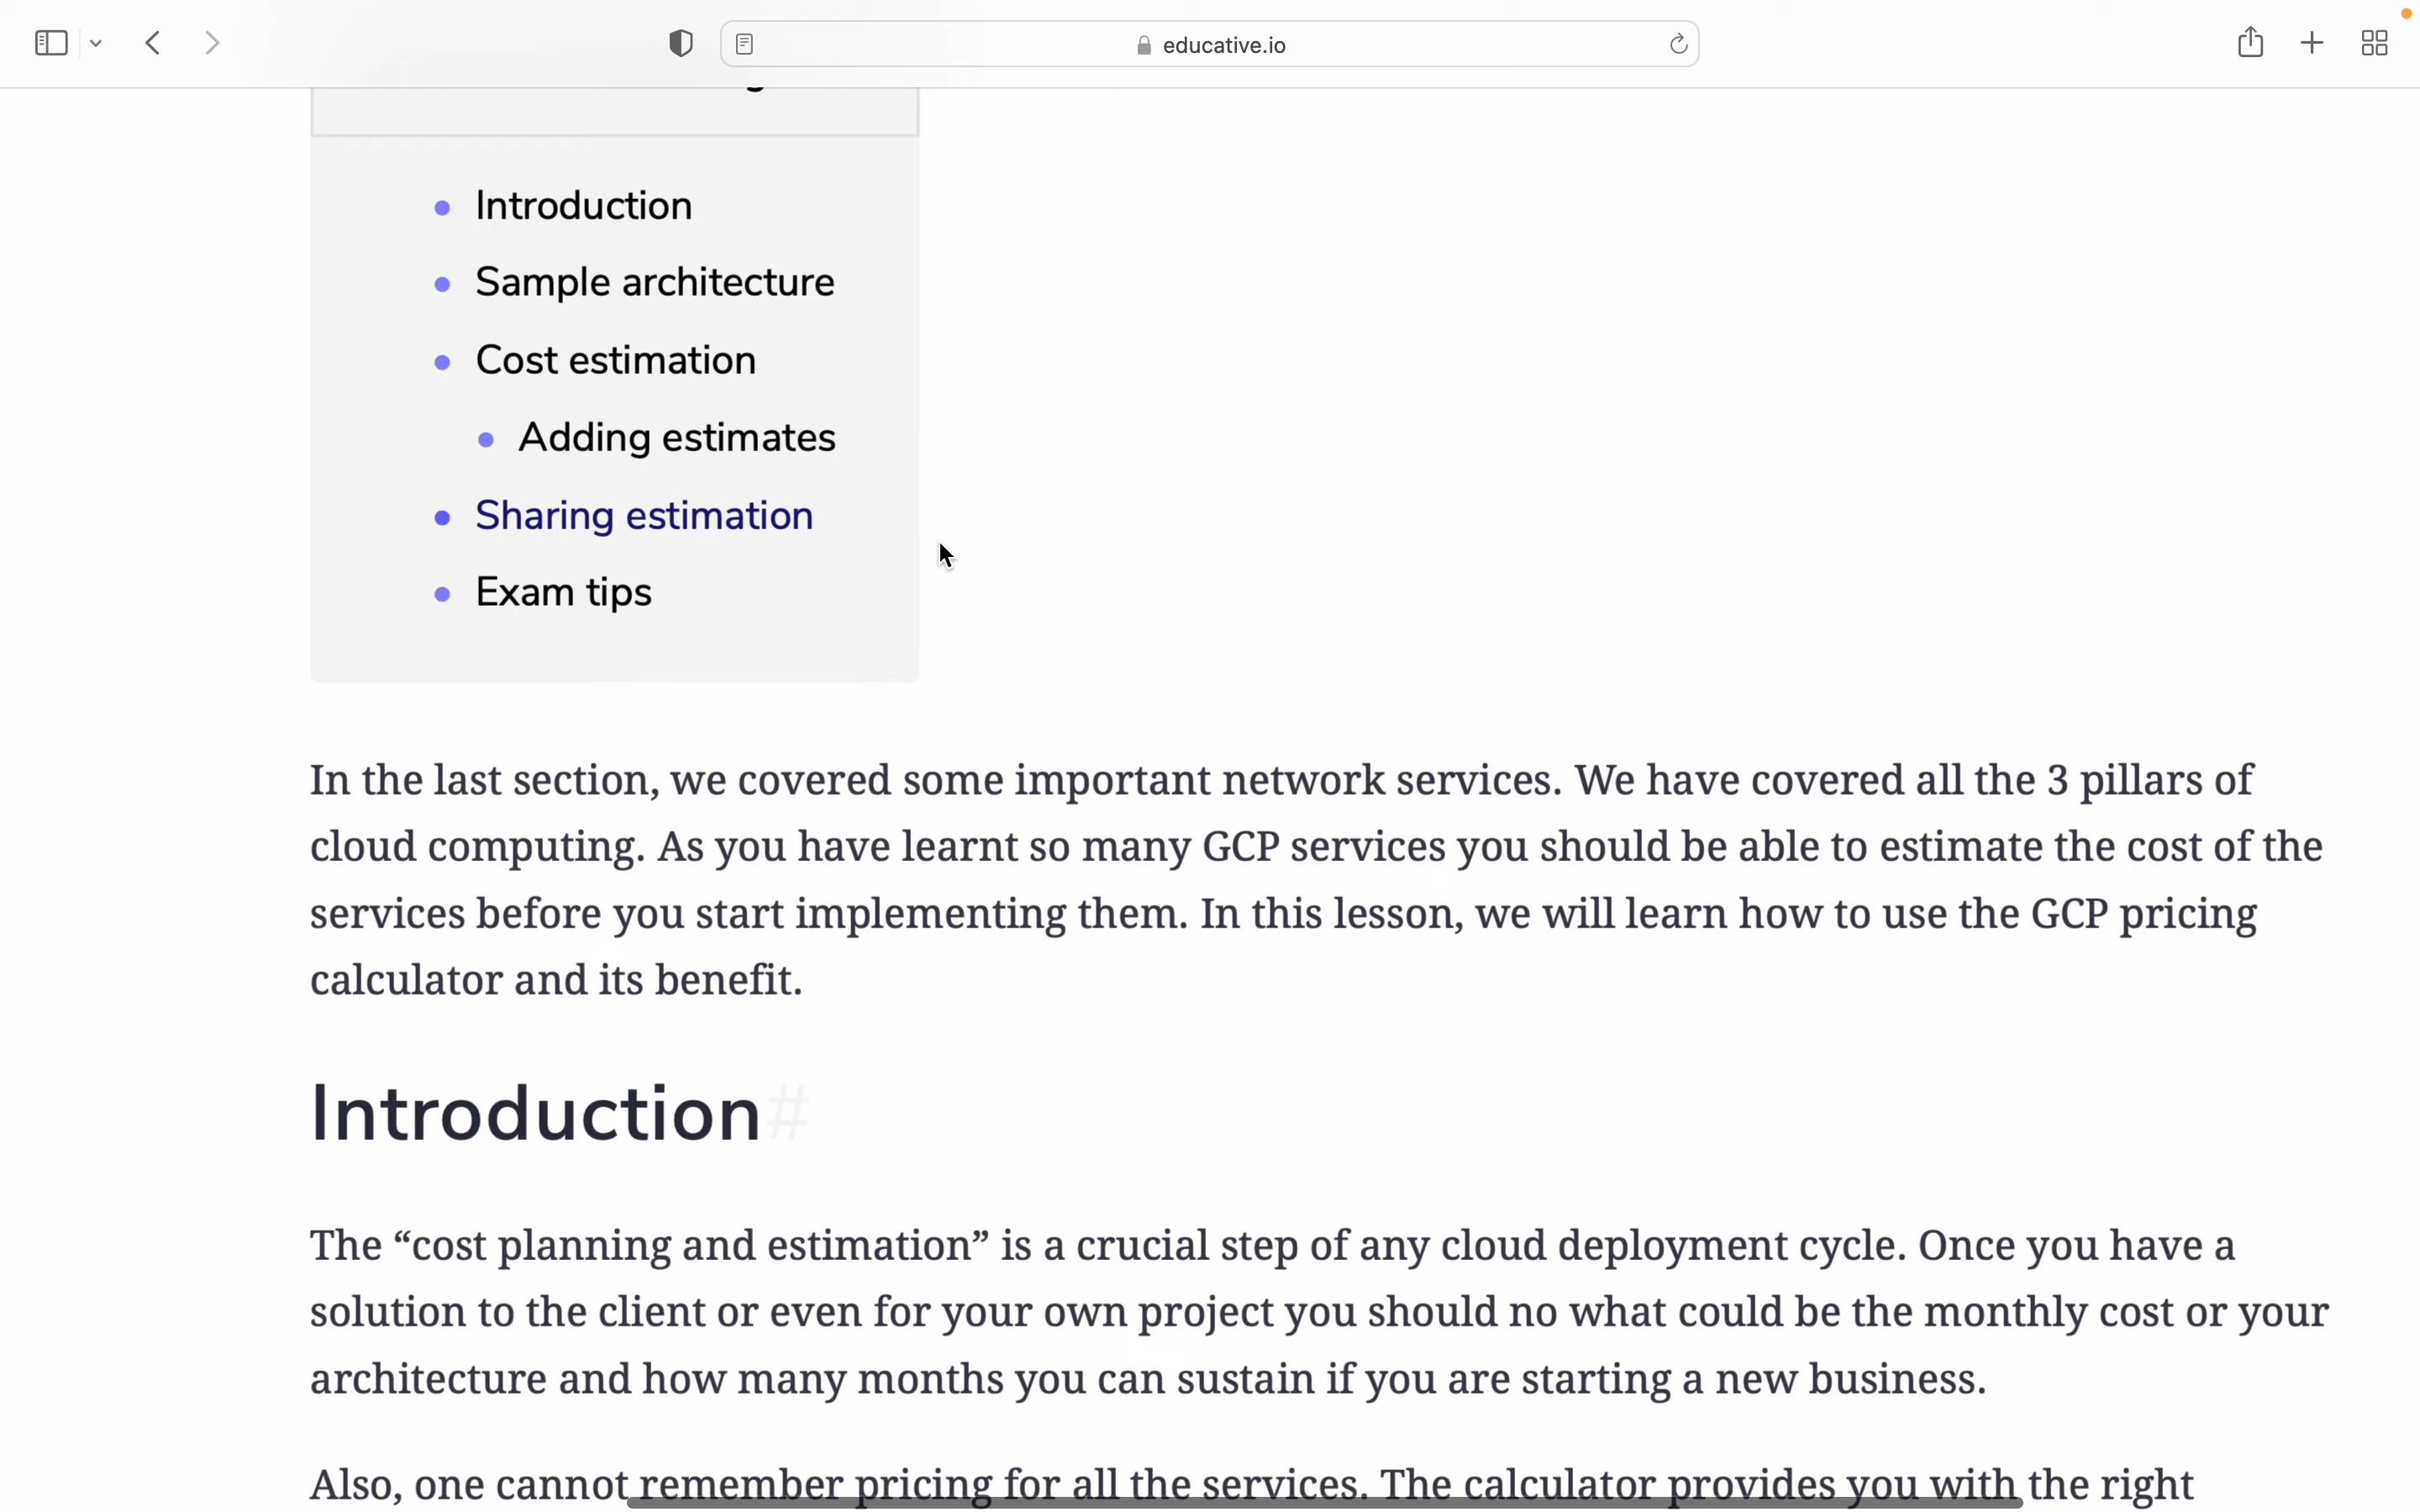 educative.io
Introduction
Sample architecture
Cost estimation
Adding estimates
Sharing estimation
Exam tips
In the last section, we covered some important network services. We have covered all the 3 pillars of
cloud computing. As you have learnt so many GCP services you should be able to estimate the cost of the
services before you start implementing them. In this lesson, we will learn how to use the GCP pricing
calculator and its benefit.
Introduction#
The “cost planning and estimation” is a crucial step of any cloud deployment cycle. Once you have a
solution to the client or even for your own project you should no what could be the monthly cost or your
architecture and how many months you can sustain if you are starting a new business.
Also, one cannot remember pricing for all the services. The calculator provides you with the right